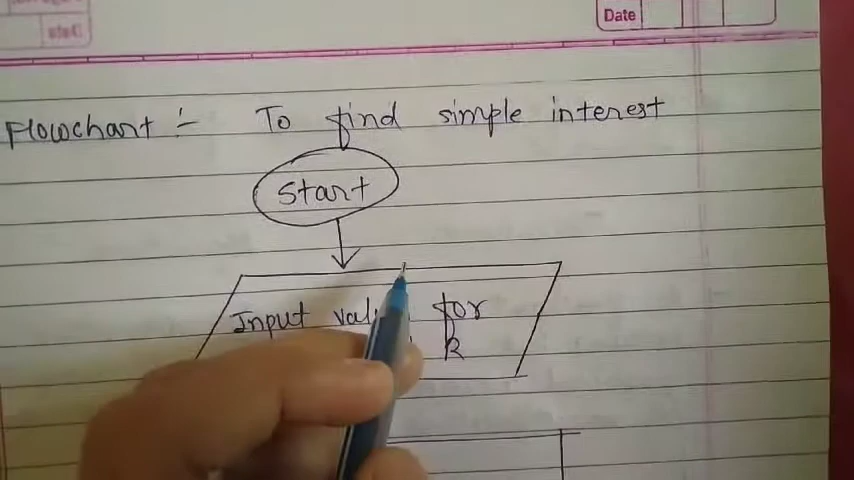 Date
Flowchart :- To find simple interest
Start
Input for
R